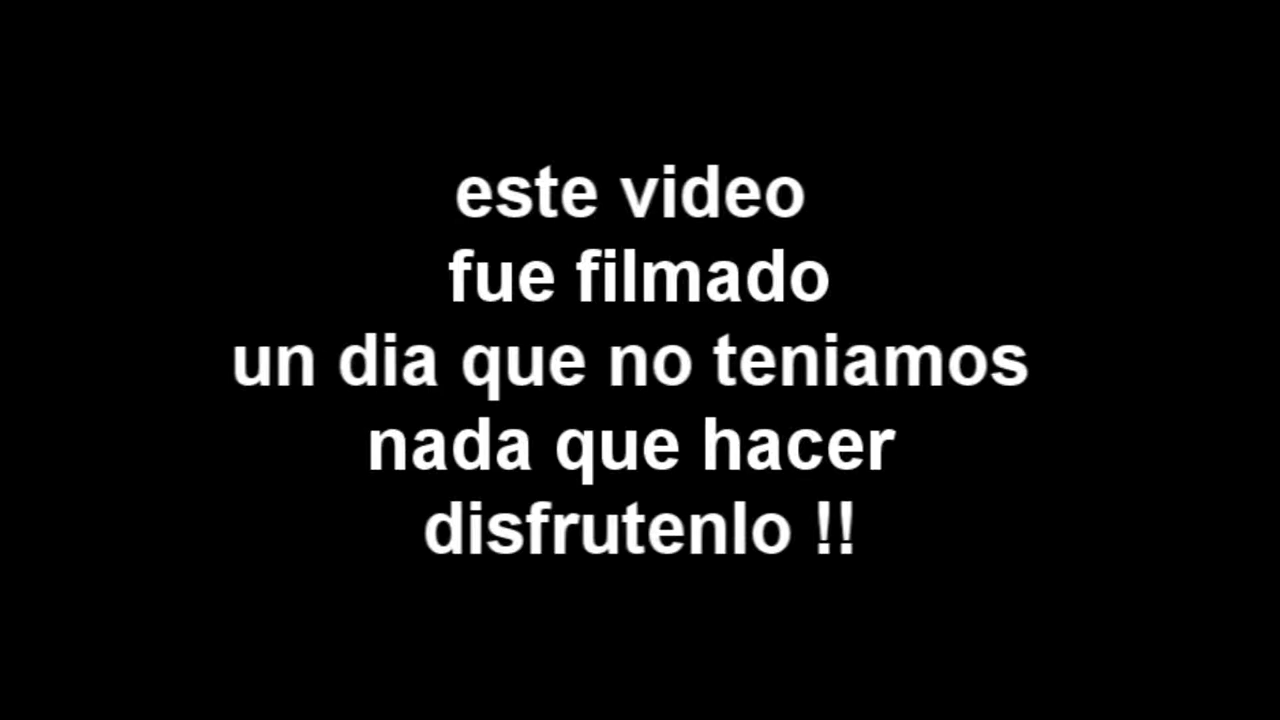 este video
fue filmado
un dia que no teniamos
nada que hacer
disfrutenlo !!